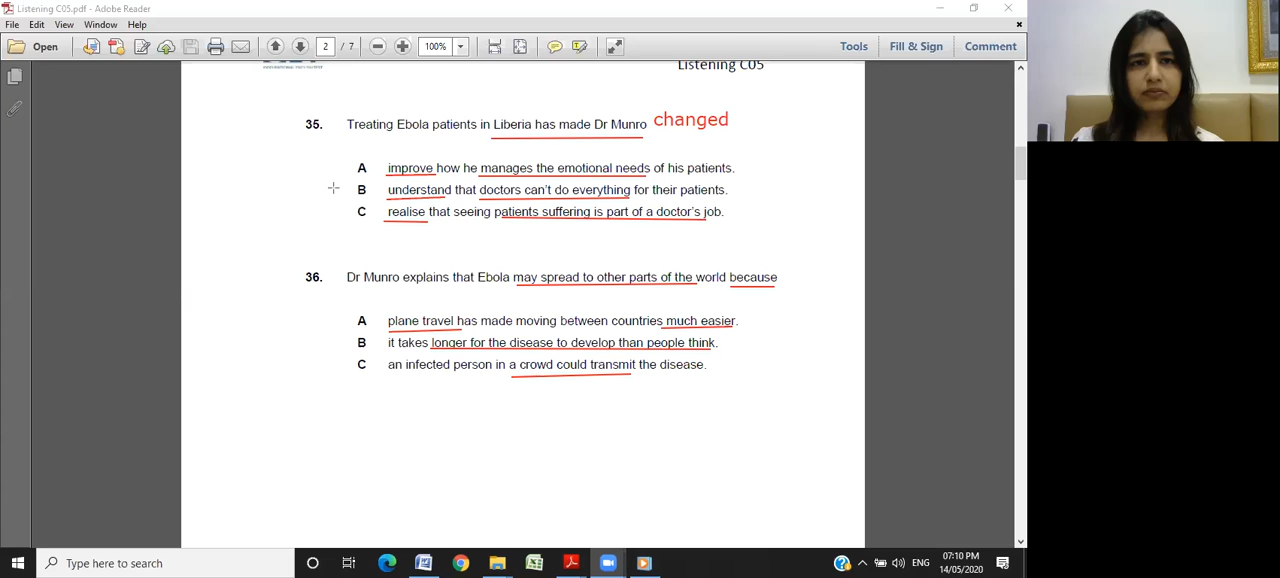 Listening C05.pdf - Adobe Reader
File Edit View Window Help
Open 2 / 7 100% Tools Fill & Sign Comment
Listening C05
35. Treating Ebola patients in Liberia has made Dr Munro changed
A improve how he manages the emotional needs of his patients.
B understand that doctors can't do everything for their patients.
C realise that seeing patients suffering is part of a doctor's job.
36. Dr Munro explains that Ebola may spread to other parts of the world because
A plane travel has made moving between countries much easier.
B it takes longer for the disease to develop than people think.
C an infected person in a crowd could transmit the disease.
Type here to search
ENG
07:10 PM
14/05/2020